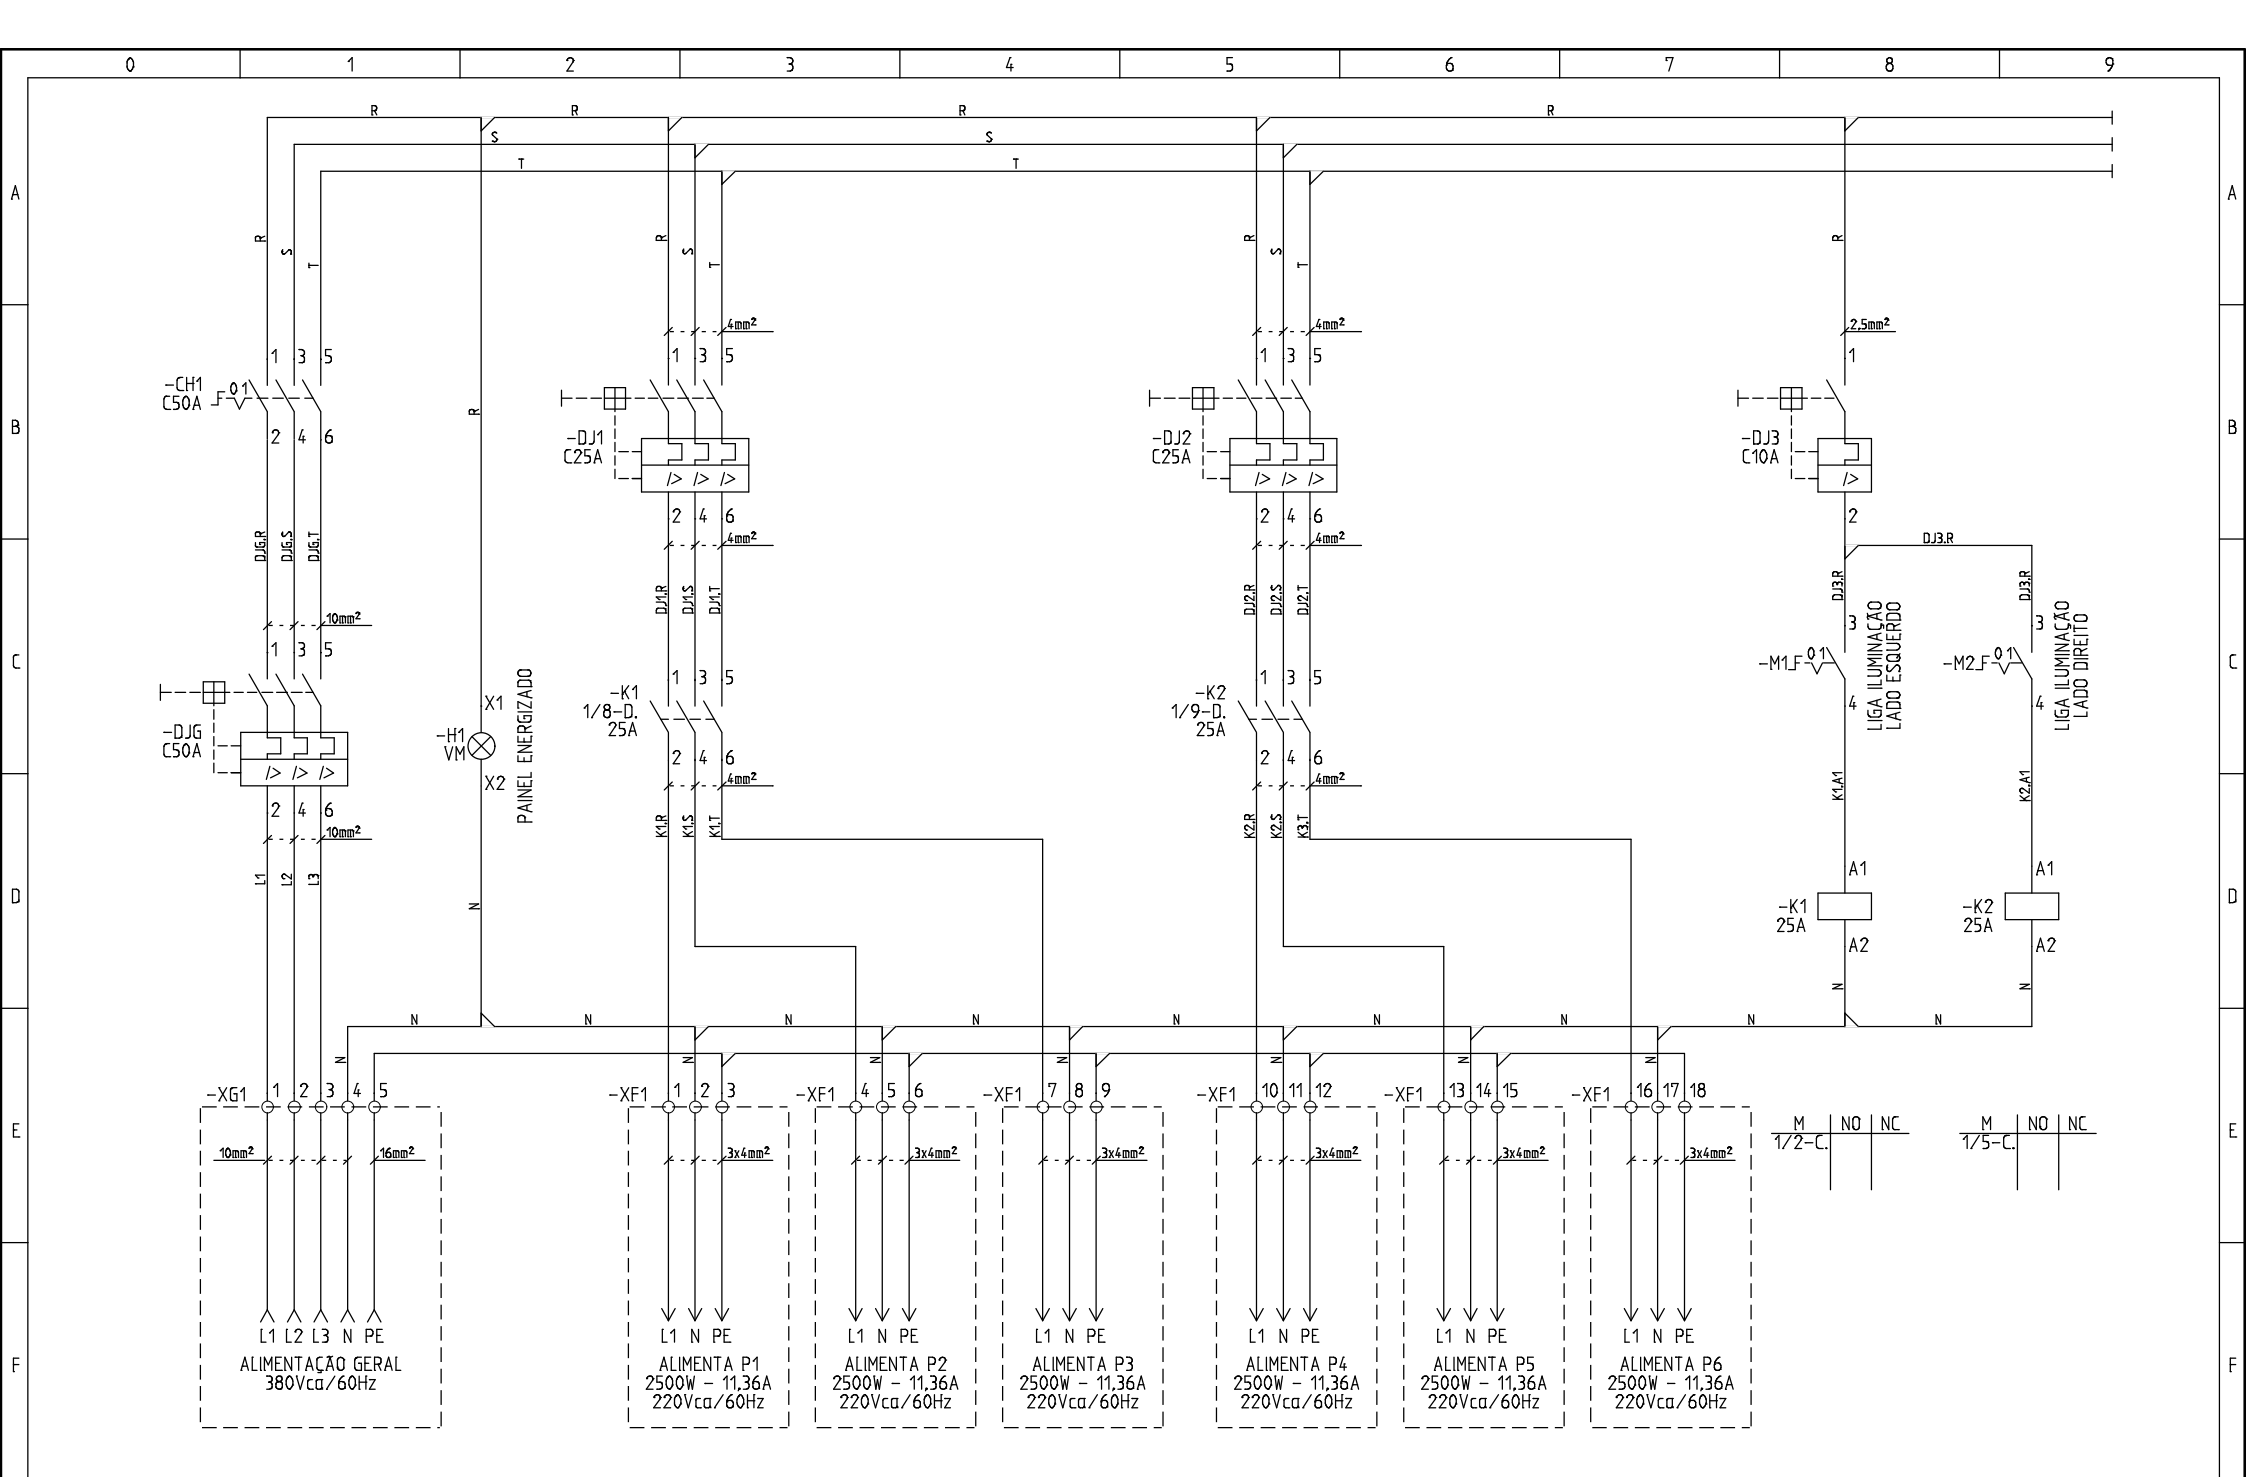 0 1 2 3 4 5 6 7 8 9
R R R R
S S
T T
A A
R S T R S T R S T R
4mm² 4mm² 2,5mm²
1 3 5 1 3 5 1 3 5 1
-CH1 0 1
C50A
2 4 6
R
B B
-DJ1
C25A
-DJ2
C25A
-DJ3
C10A
2 4 6 2 4 6 2
4mm² 4mm²
DJ3.R
DJG.R DJG.S DJG.T
DJ1.R DJ1.S DJ1.T
DJ2.R DJ2.S DJ2.T
DJ3.R DJ3.R
10mm²
1 3 5
3 3
C C
-M1 0 1
LIGA ILUMINAÇÃO
LADO ESQUERDO
-M2 0 1
LIGA ILUMINAÇÃO
LADO DIREITO
4 4
-DJG
C50A
X1
-H1
VM
X2
PAINEL ENERGIZADO
1 3 5 1 3 5
-K1
1/8-D.
25A
-K2
1/9-D.
25A
2 4 6 2 4 6
4mm² 4mm²
K1.A1 K2.A1
2 4 6
10mm²
K1.R K1.S K1.T
K2.R K2.S K3.T
L1 L2 L3
N
D D
A1 A1
-K1
25A
-K2
25A
A2 A2
N N
N N N N N N N N N
N N N N N N N
-XG1 1 2 3 4 5
-XF1 1 2 3
-XF1 4 5 6
-XF1 7 8 9
-XF1 10 11 12
-XF1 13 14 15
-XF1 16 17 18
E E
M NO NC
1/2-C.
M NO NC
1/5-C.
10mm² 16mm² 3x4mm² 3x4mm² 3x4mm² 3x4mm² 3x4mm² 3x4mm²
L1 L2 L3 N PE
ALIMENTAÇÃO GERAL
380Vca/60Hz
L1 N PE
ALIMENTA P1
2500W - 11,36A
220Vca/60Hz
L1 N PE
ALIMENTA P2
2500W - 11,36A
220Vca/60Hz
L1 N PE
ALIMENTA P3
2500W - 11,36A
220Vca/60Hz
L1 N PE
ALIMENTA P4
2500W - 11,36A
220Vca/60Hz
L1 N PE
ALIMENTA P5
2500W - 11,36A
220Vca/60Hz
L1 N PE
ALIMENTA P6
2500W - 11,36A
220Vca/60Hz
F F